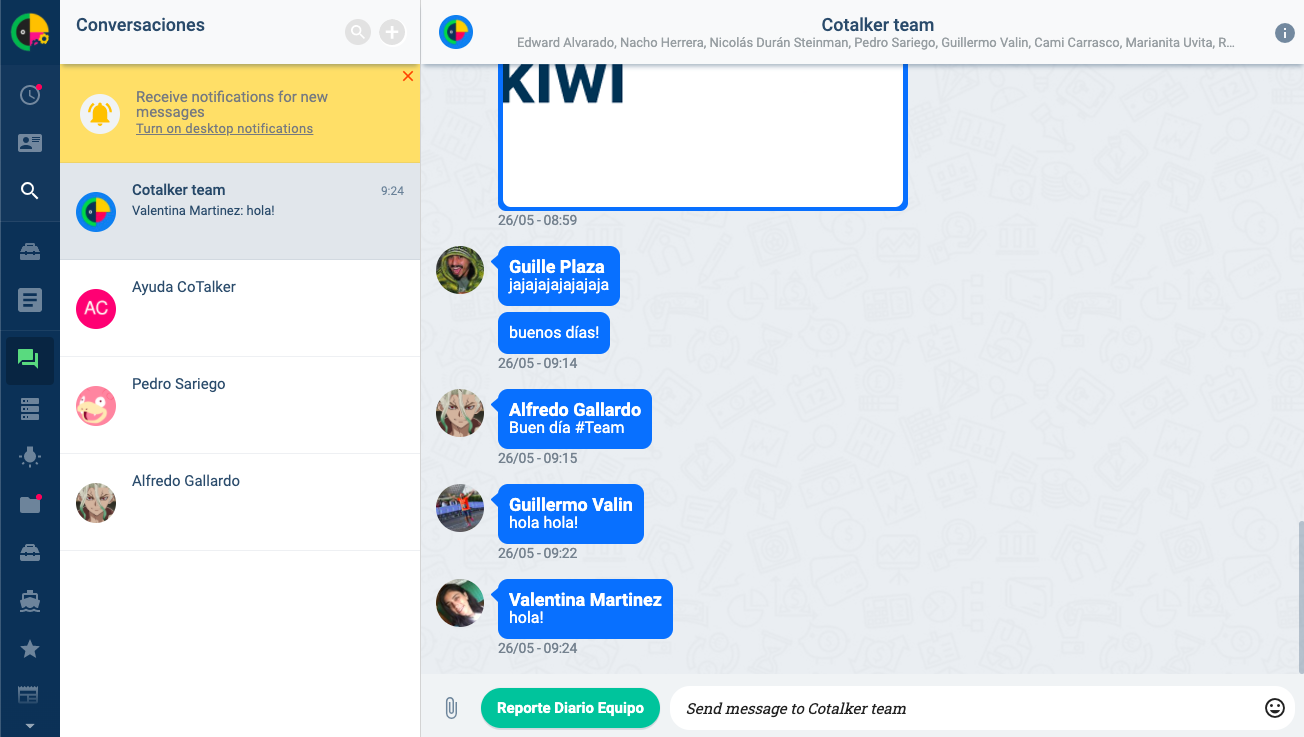 Conversaciones
Receive notifications for new
messages
Turn on desktop notifications
Cotalker team
9:24
Valentina Martinez: hola!
AC
Ayuda CoTalker
Pedro Sariego
Alfredo Gallardo
Cotalker team
Edward Alvarado, Nacho Herrera, Nicolás Durán Steinman, Pedro Sariego, Guillermo Valin, Cami Carrasco, Marianita Uvita, R...
KIWI
26/05 - 08:59
Guille Plaza
jajajajajajajaja
buenos días!
26/05 - 09:14
Alfredo Gallardo
Buen día #Team
26/05 - 09:15
Guillermo Valin
hola hola!
26/05 - 09:22
Valentina Martinez
hola!
26/05 - 09:24
Reporte Diario Equipo
Send message to Cotalker team